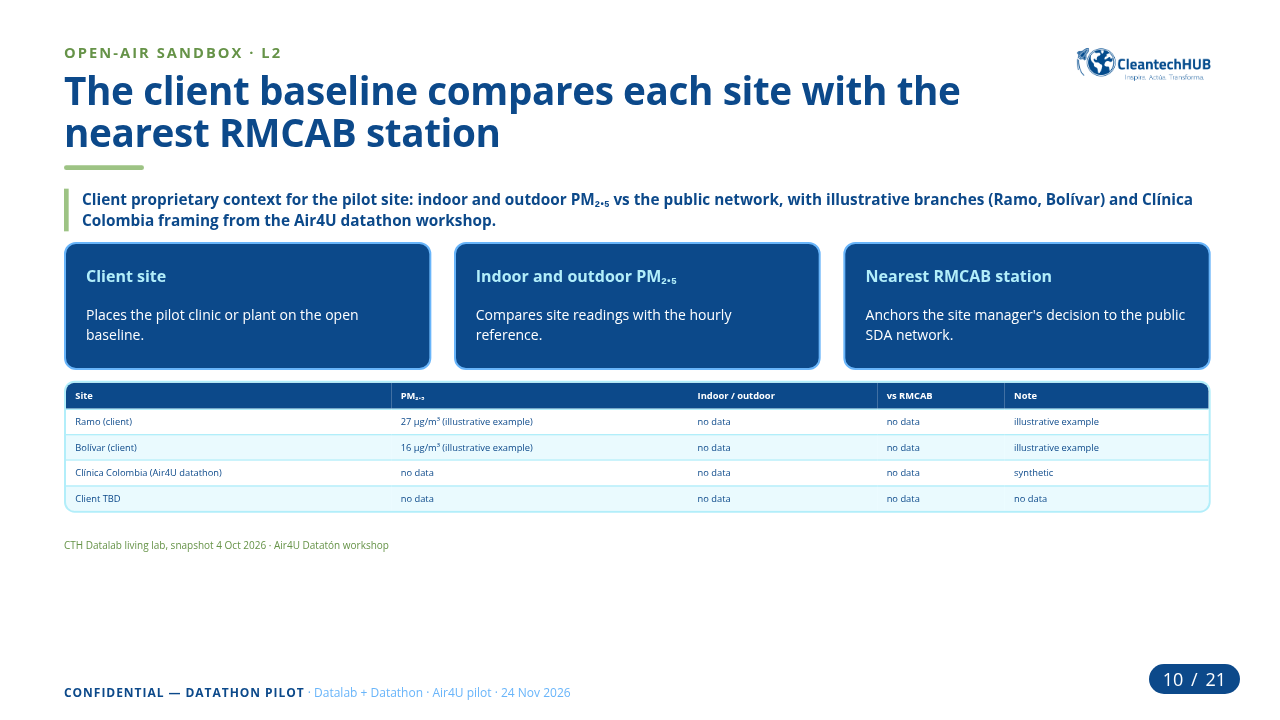 OPEN-AIR SANDBOX · L2
CleantechHUB
Inspira. Actúa. Transforma.
The client baseline compares each site with the
nearest RMCAB station
Client proprietary context for the pilot site: indoor and outdoor PM₂.₅ vs the public network, with illustrative branches (Ramo, Bolívar) and Clínica
Colombia framing from the Air4U datathon workshop.
Client site
Places the pilot clinic or plant on the open
baseline.
Indoor and outdoor PM₂.₅
Compares site readings with the hourly
reference.
Nearest RMCAB station
Anchors the site manager's decision to the public
SDA network.
Site PM₂.₅ Indoor / outdoor vs RMCAB Note
Ramo (client) 27 µg/m³ (illustrative example) no data no data illustrative example
Bolívar (client) 16 µg/m³ (illustrative example) no data no data illustrative example
Clínica Colombia (Air4U datathon) no data no data no data synthetic
Client TBD no data no data no data no data
CTH Datalab living lab, snapshot 4 Oct 2026 · Air4U Datatón workshop
CONFIDENTIAL — DATATHON PILOT · Datalab + Datathon · Air4U pilot · 24 Nov 2026
10 / 21